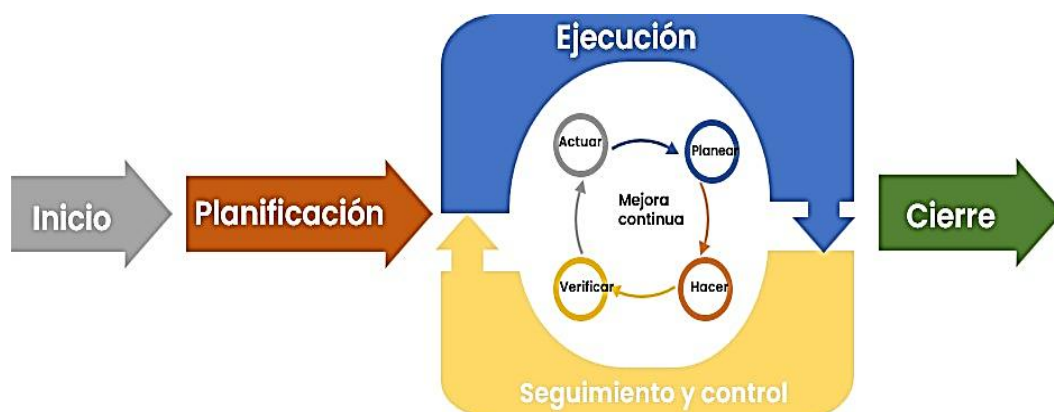 Inicio
Planificación
Ejecución
Actuar
Planear
Mejora
continua
Verificar
Hacer
Seguimiento y control
Cierre